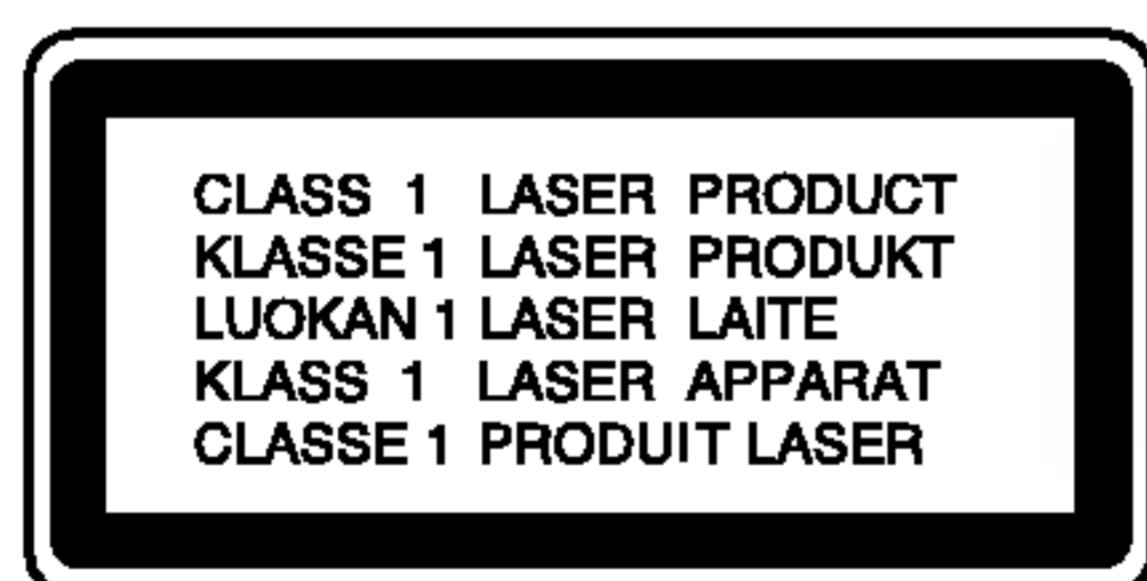 CLASS 1 LASER PRODUCT
KLASSE 1 LASER PRODUKT
LUOKAN 1 LASER LAITE
KLASS 1 LASER APPARAT
CLASSE 1 PRODUIT LASER